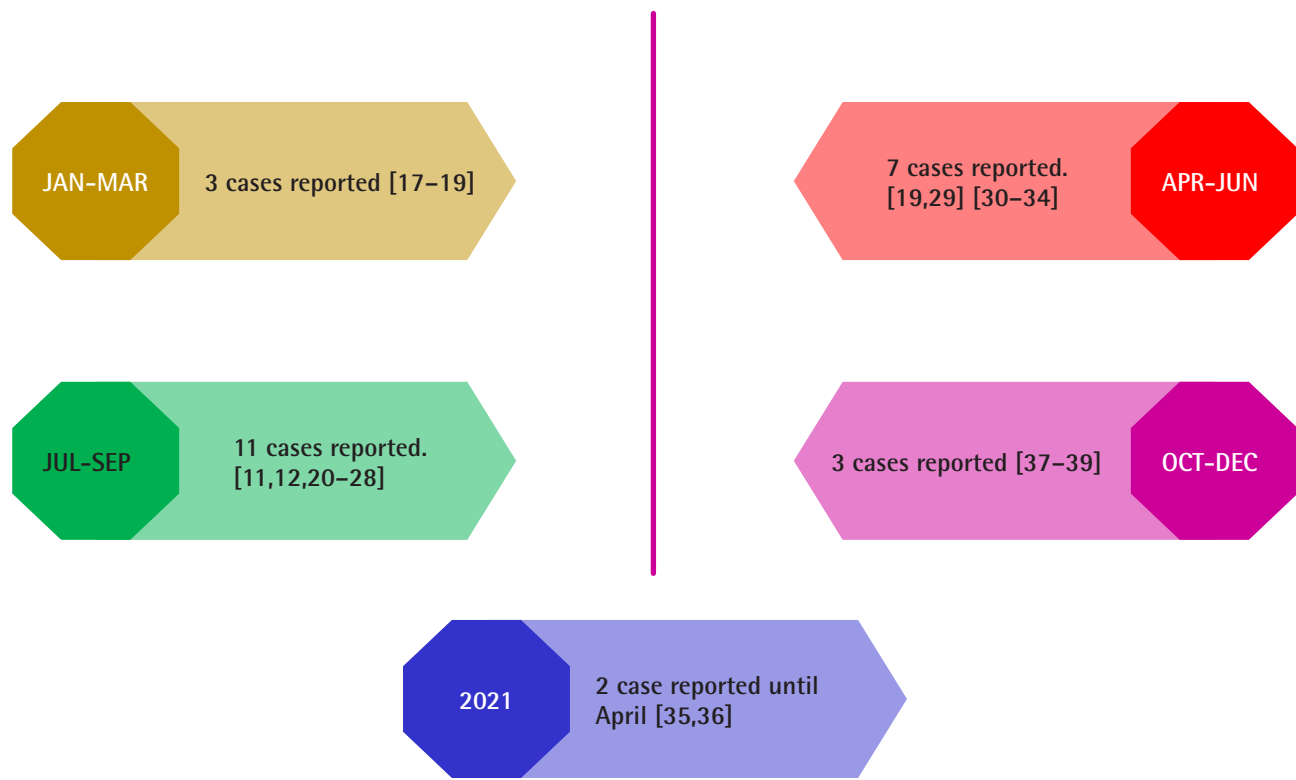 JAN-MAR
3 cases reported [17–19]
7 cases reported.
[19,29] [30–34]
APR-JUN
JUL-SEP
11 cases reported.
[11,12,20–28]
3 cases reported [37–39]
OCT-DEC
2021
2 case reported until
April [35,36]